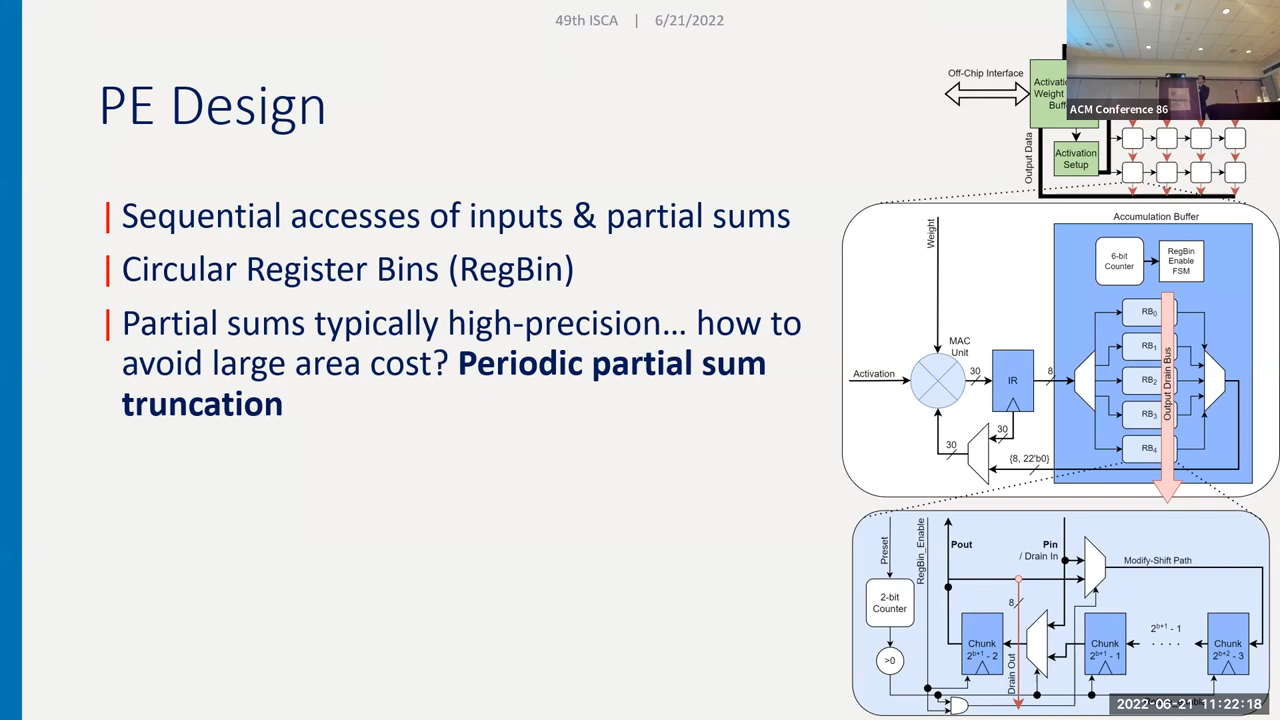 49th ISCA | 6/21/2022
PE Design
Sequential accesses of inputs & partial sums
Circular Register Bins (RegBin)
Partial sums typically high-precision... how to
avoid large area cost? Periodic partial sum
truncation
Off-Chip Interface
Weight
Output Data
Activation
Setup
ACM Conference 86
Accumulation Buffer
Weight
6-bit
Counter
RegBin
Enable
FSM
MAC
Unit
Activation
30
IR
8
30
30
{8, 22'b0}
RB0
RB1
RB2
RB3
RB4
Output Drain Bus
Preset
RegBin_Enable
Pout
Pin
/ Drain In
Modify-Shift Path
2-bit
Counter
>0
8
Drain Out
Chunk
2^b+1 - 2
Chunk
2^b+1 - 1
2^b+1 - 1
. . . .
Chunk
2^b+2 - 3
2022-06-21 11:22:18